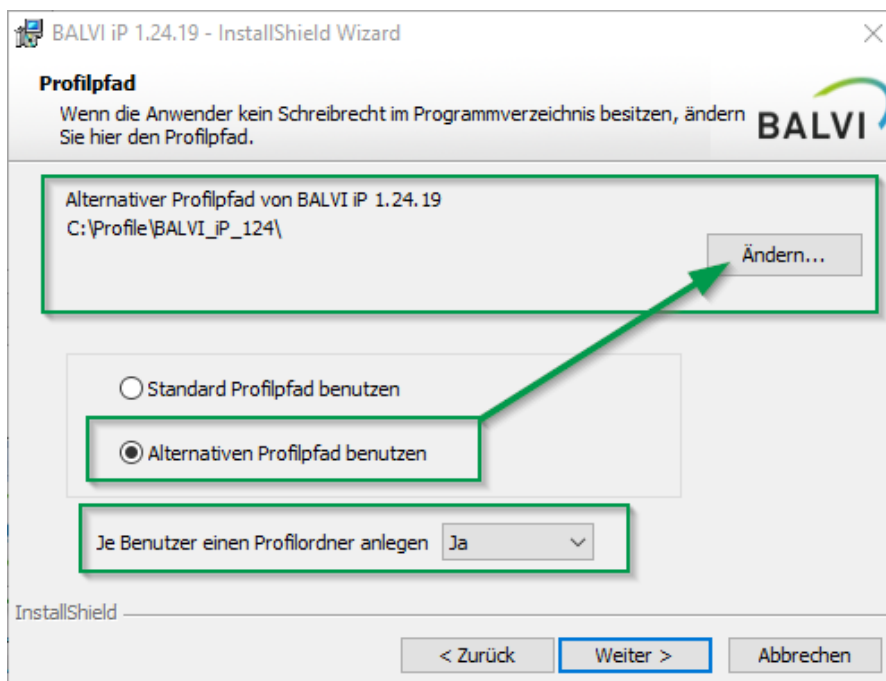 BALVI iP 1.24.19 - InstallShield Wizard
Profilpfad
Wenn die Anwender kein Schreibrecht im Programmverzeichnis besitzen, ändern
Sie hier den Profilpfad.
BALVI
Alternativer Profilpfad von BALVI iP 1.24.19
C:\Profile\BALVI_iP_124\
Ändern...
Standard Profilpfad benutzen
Alternativen Profilpfad benutzen
Je Benutzer einen Profilordner anlegen Ja
InstallShield
< Zurück Weiter > Abbrechen